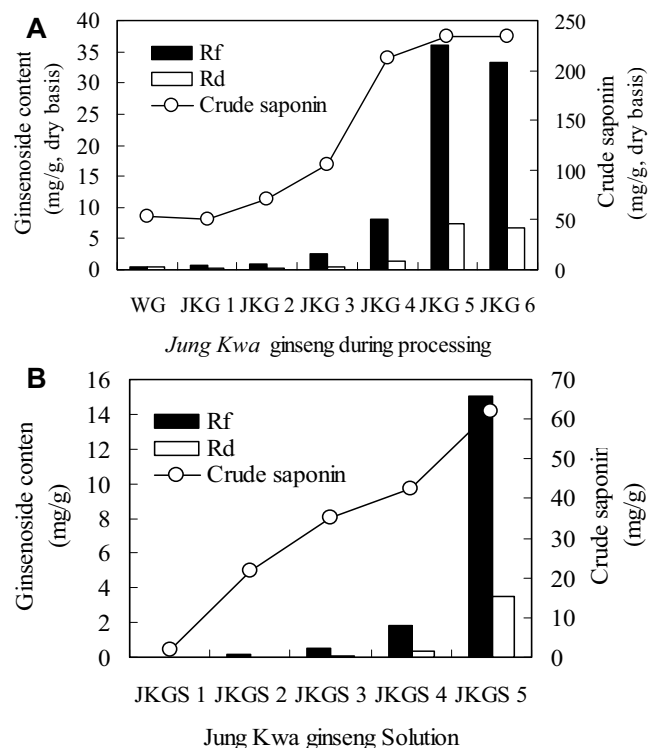 A
40
35
30
25
20
15
10
5
0
Ginsenoside content
(mg/g, dry basis)
Rf
Rd
Crude saponin
250
200
150
100
50
0
Crude saponin
(mg/g, dry basis)
WG JKG 1 JKG 2 JKG 3 JKG 4 JKG 5 JKG 6
Jung Kwa ginseng during processing
B
16
14
12
10
8
6
4
2
0
Ginsenoside conten
(mg/g)
Rf
Rd
Crude saponin
70
60
50
40
30
20
10
0
Crude saponin
(mg/g)
JKGS 1 JKGS 2 JKGS 3 JKGS 4 JKGS 5
Jung Kwa ginseng Solution